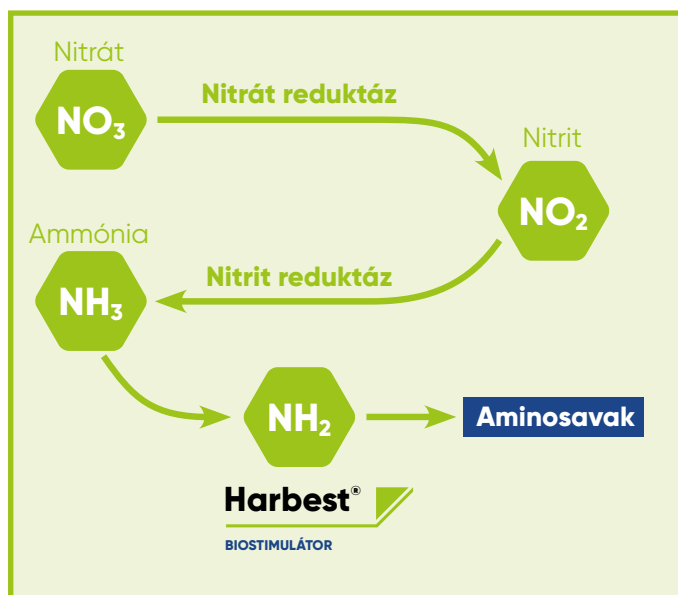 Nitrát
NO₃
Nitrát reduktáz
Nitrit
NO₂
Ammónia
NH₃
Nitrit reduktáz
NH₂
Aminosavak
Harbest®
BIOSTIMULÁTOR